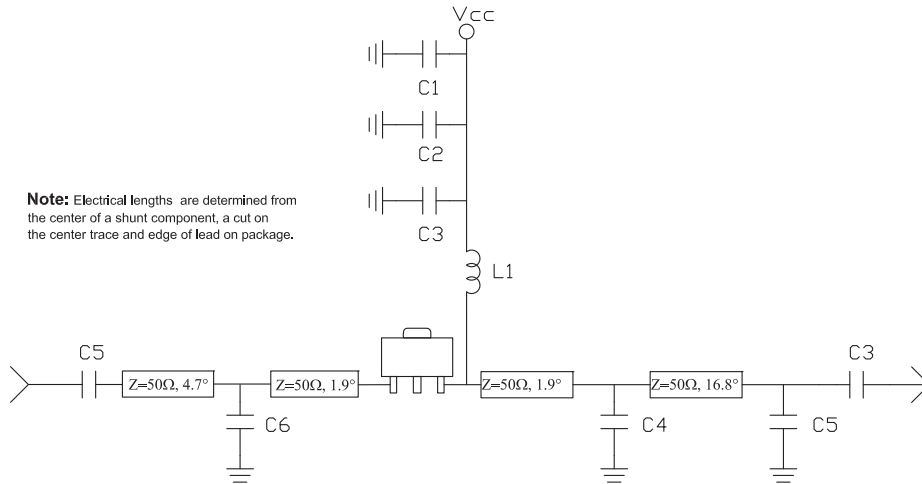 Vcc
C1
C2
C3
Note: Electrical lengths are determined from
the center of a shunt component, a cut on
the center trace and edge of lead on package.
L1
C5
C3
Z=50Ω, 4.7°
Z=50Ω, 1.9°
Z=50Ω, 1.9°
Z=50Ω, 16.8°
C6
C4
C5